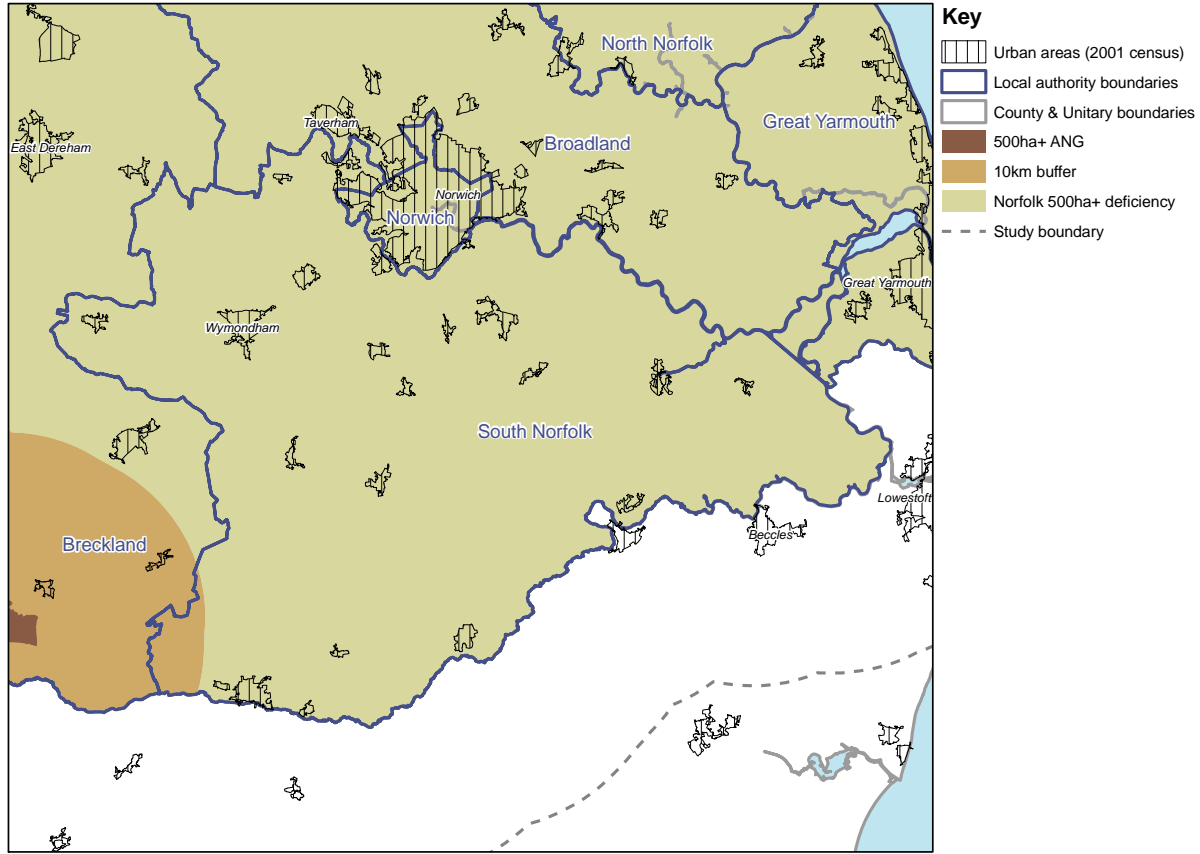 North Norfolk
Taverham
Great Yarmouth
East Dereham
Broadland
Norwich
Norwich
Great Yarmouth
Wymondham
South Norfolk
Lowestoft
Beccles
Breckland
Key
Urban areas (2001 census)
Local authority boundaries
County & Unitary boundaries
500ha+ ANG
10km buffer
Norfolk 500ha+ deficiency
Study boundary